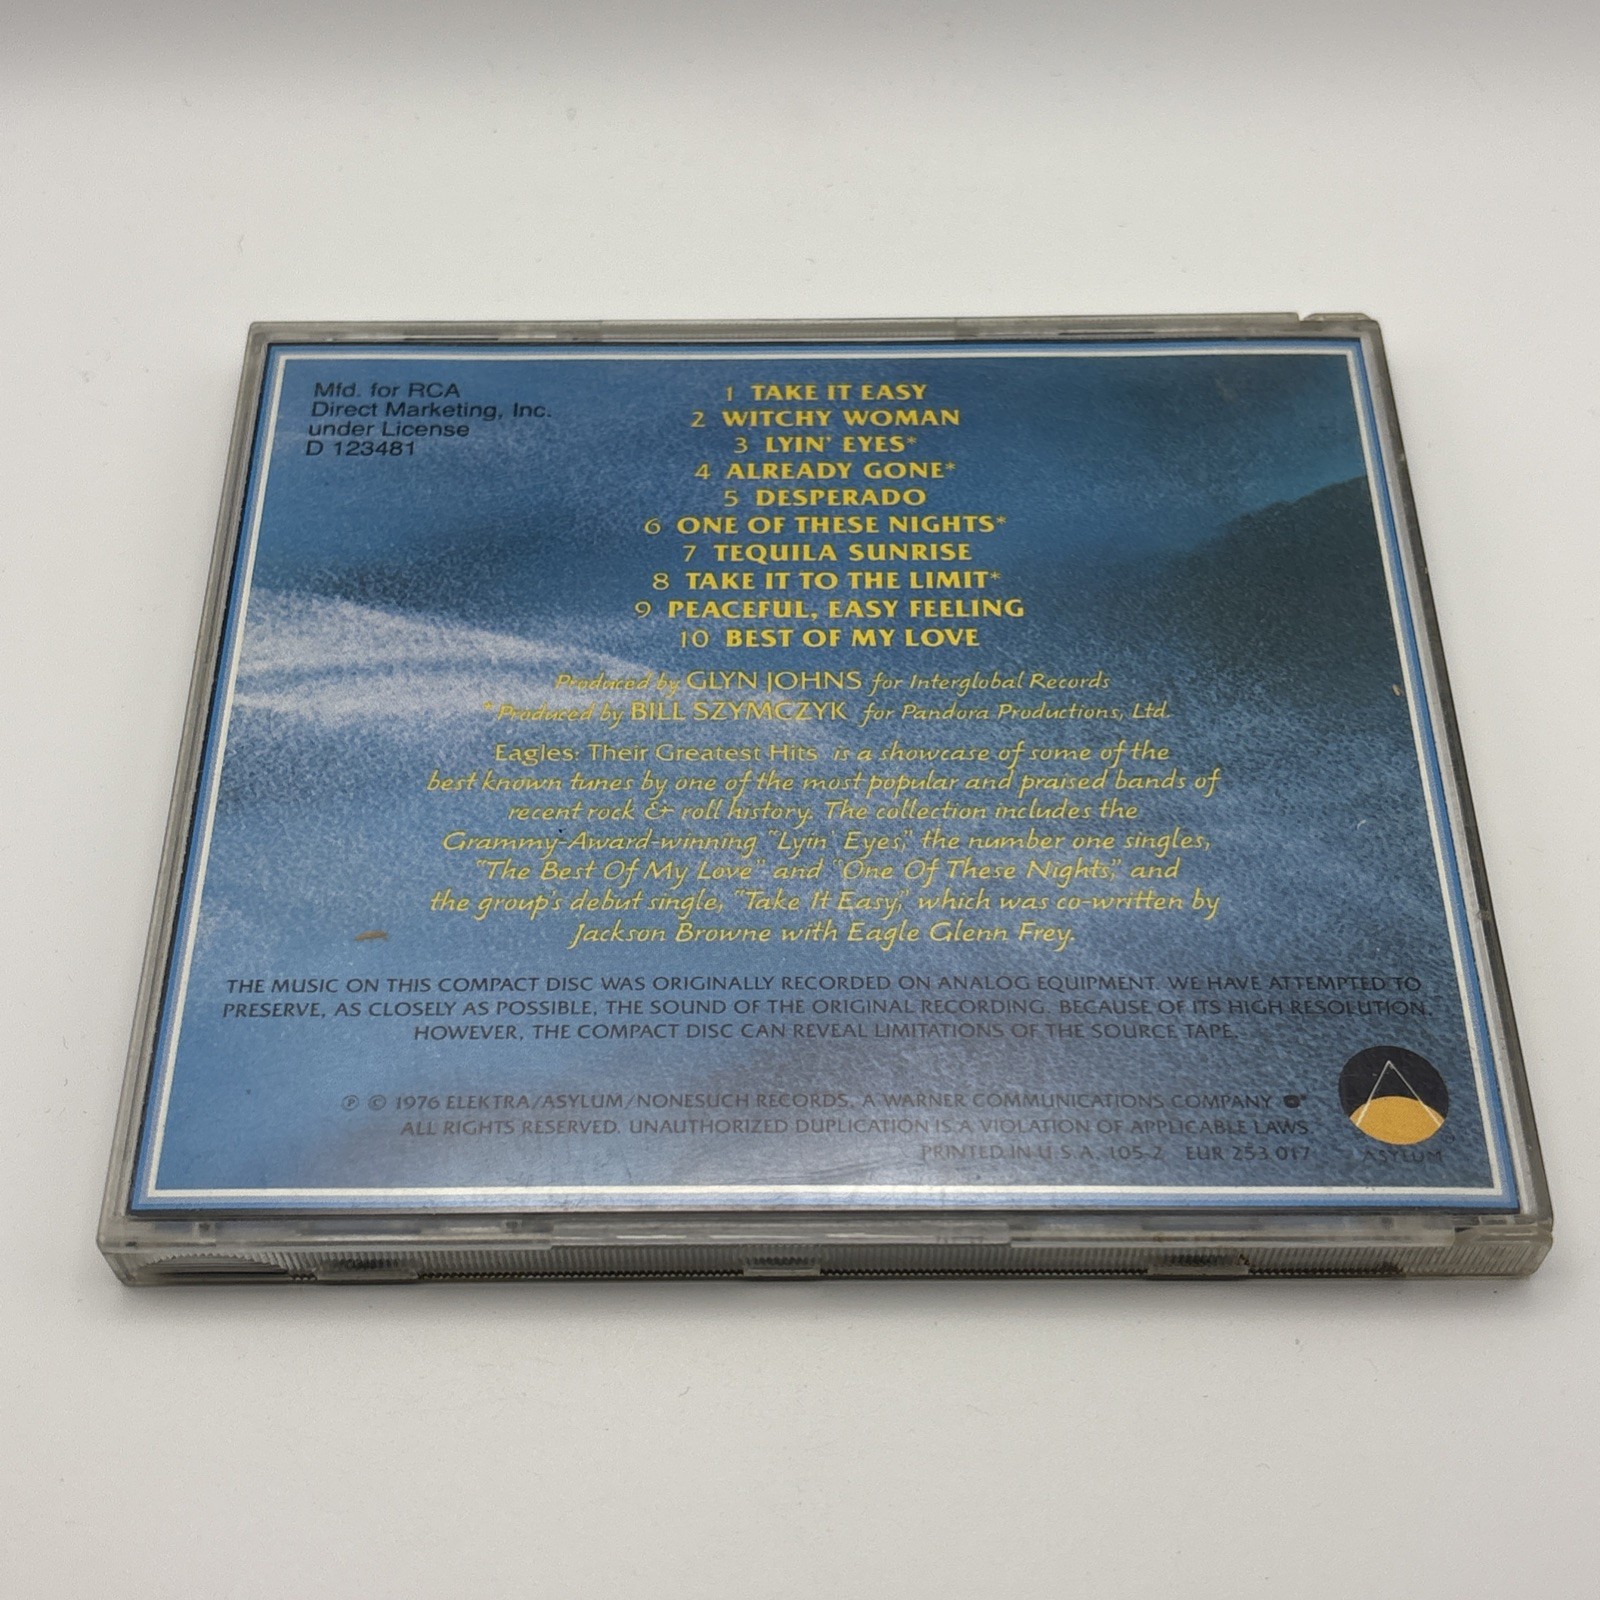 Mfd. for RCA
Direct Marketing, Inc.
under License
D 123481
1 TAKE IT EASY
2 WITCHY WOMAN
3 LYIN' EYES*
4 ALREADY GONE*
5 DESPERADO
6 ONE OF THESE NIGHTS*
7 TEQUILA SUNRISE
8 TAKE IT TO THE LIMIT*
9 PEACEFUL, EASY FEELING
10 BEST OF MY LOVE
Produced by GLYN JOHNS for Interglobal Records
*Produced by BILL SZYMCZYK for Pandora Productions, Ltd.
Eagles: Their Greatest Hits is a showcase of some of the
best known tunes by one of the most popular and praised bands of
recent rock & roll history. The collection includes the
Grammy-Award-winning "Lyin' Eyes," the number one singles,
"The Best Of My Love" and "One Of These Nights," and
the group's debut single, "Take It Easy," which was co-written by
Jackson Browne with Eagle Glenn Frey.
THE MUSIC ON THIS COMPACT DISC WAS ORIGINALLY RECORDED ON ANALOG EQUIPMENT. WE HAVE ATTEMPTED TO
PRESERVE, AS CLOSELY AS POSSIBLE, THE SOUND OF THE ORIGINAL RECORDING. BECAUSE OF ITS HIGH RESOLUTION,
HOWEVER, THE COMPACT DISC CAN REVEAL LIMITATIONS OF THE SOURCE TAPE.
℗ © 1976 ELEKTRA/ASYLUM/NONESUCH RECORDS, A WARNER COMMUNICATIONS COMPANY
ALL RIGHTS RESERVED. UNAUTHORIZED DUPLICATION IS A VIOLATION OF APPLICABLE LAWS
PRINTED IN U.S.A. 105-2 EUR 253 017
ASYLUM